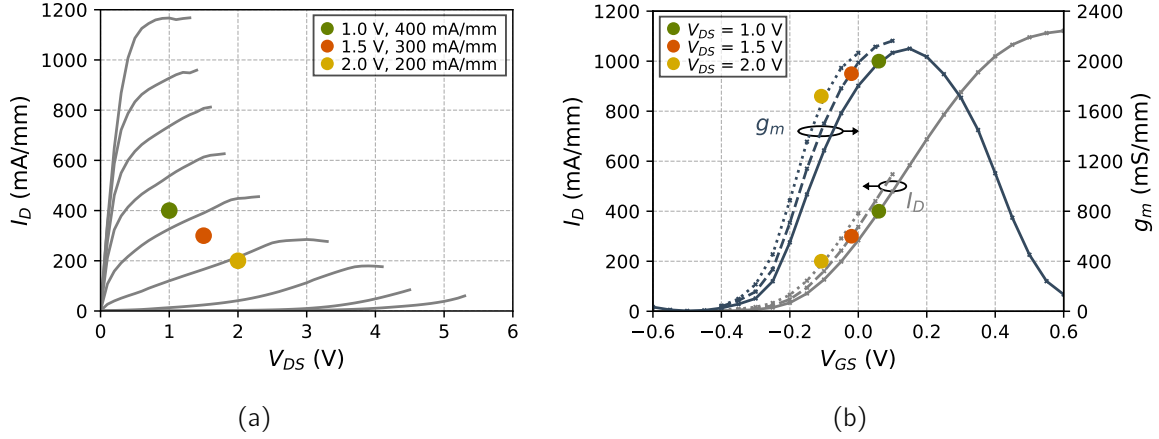 1200
1000
800
600
400
200
0
0 1 2 3 4 5 6
I_D (mA/mm)
V_DS (V)
1.0 V, 400 mA/mm
1.5 V, 300 mA/mm
2.0 V, 200 mA/mm
(a)
1200
1000
800
600
400
200
0
−0.6 −0.4 −0.2 0.0 0.2 0.4 0.6
I_D (mA/mm)
V_GS (V)
V_DS = 1.0 V
V_DS = 1.5 V
V_DS = 2.0 V
g_m
I_D
2400
2000
1600
1200
800
400
0
g_m (mS/mm)
(b)